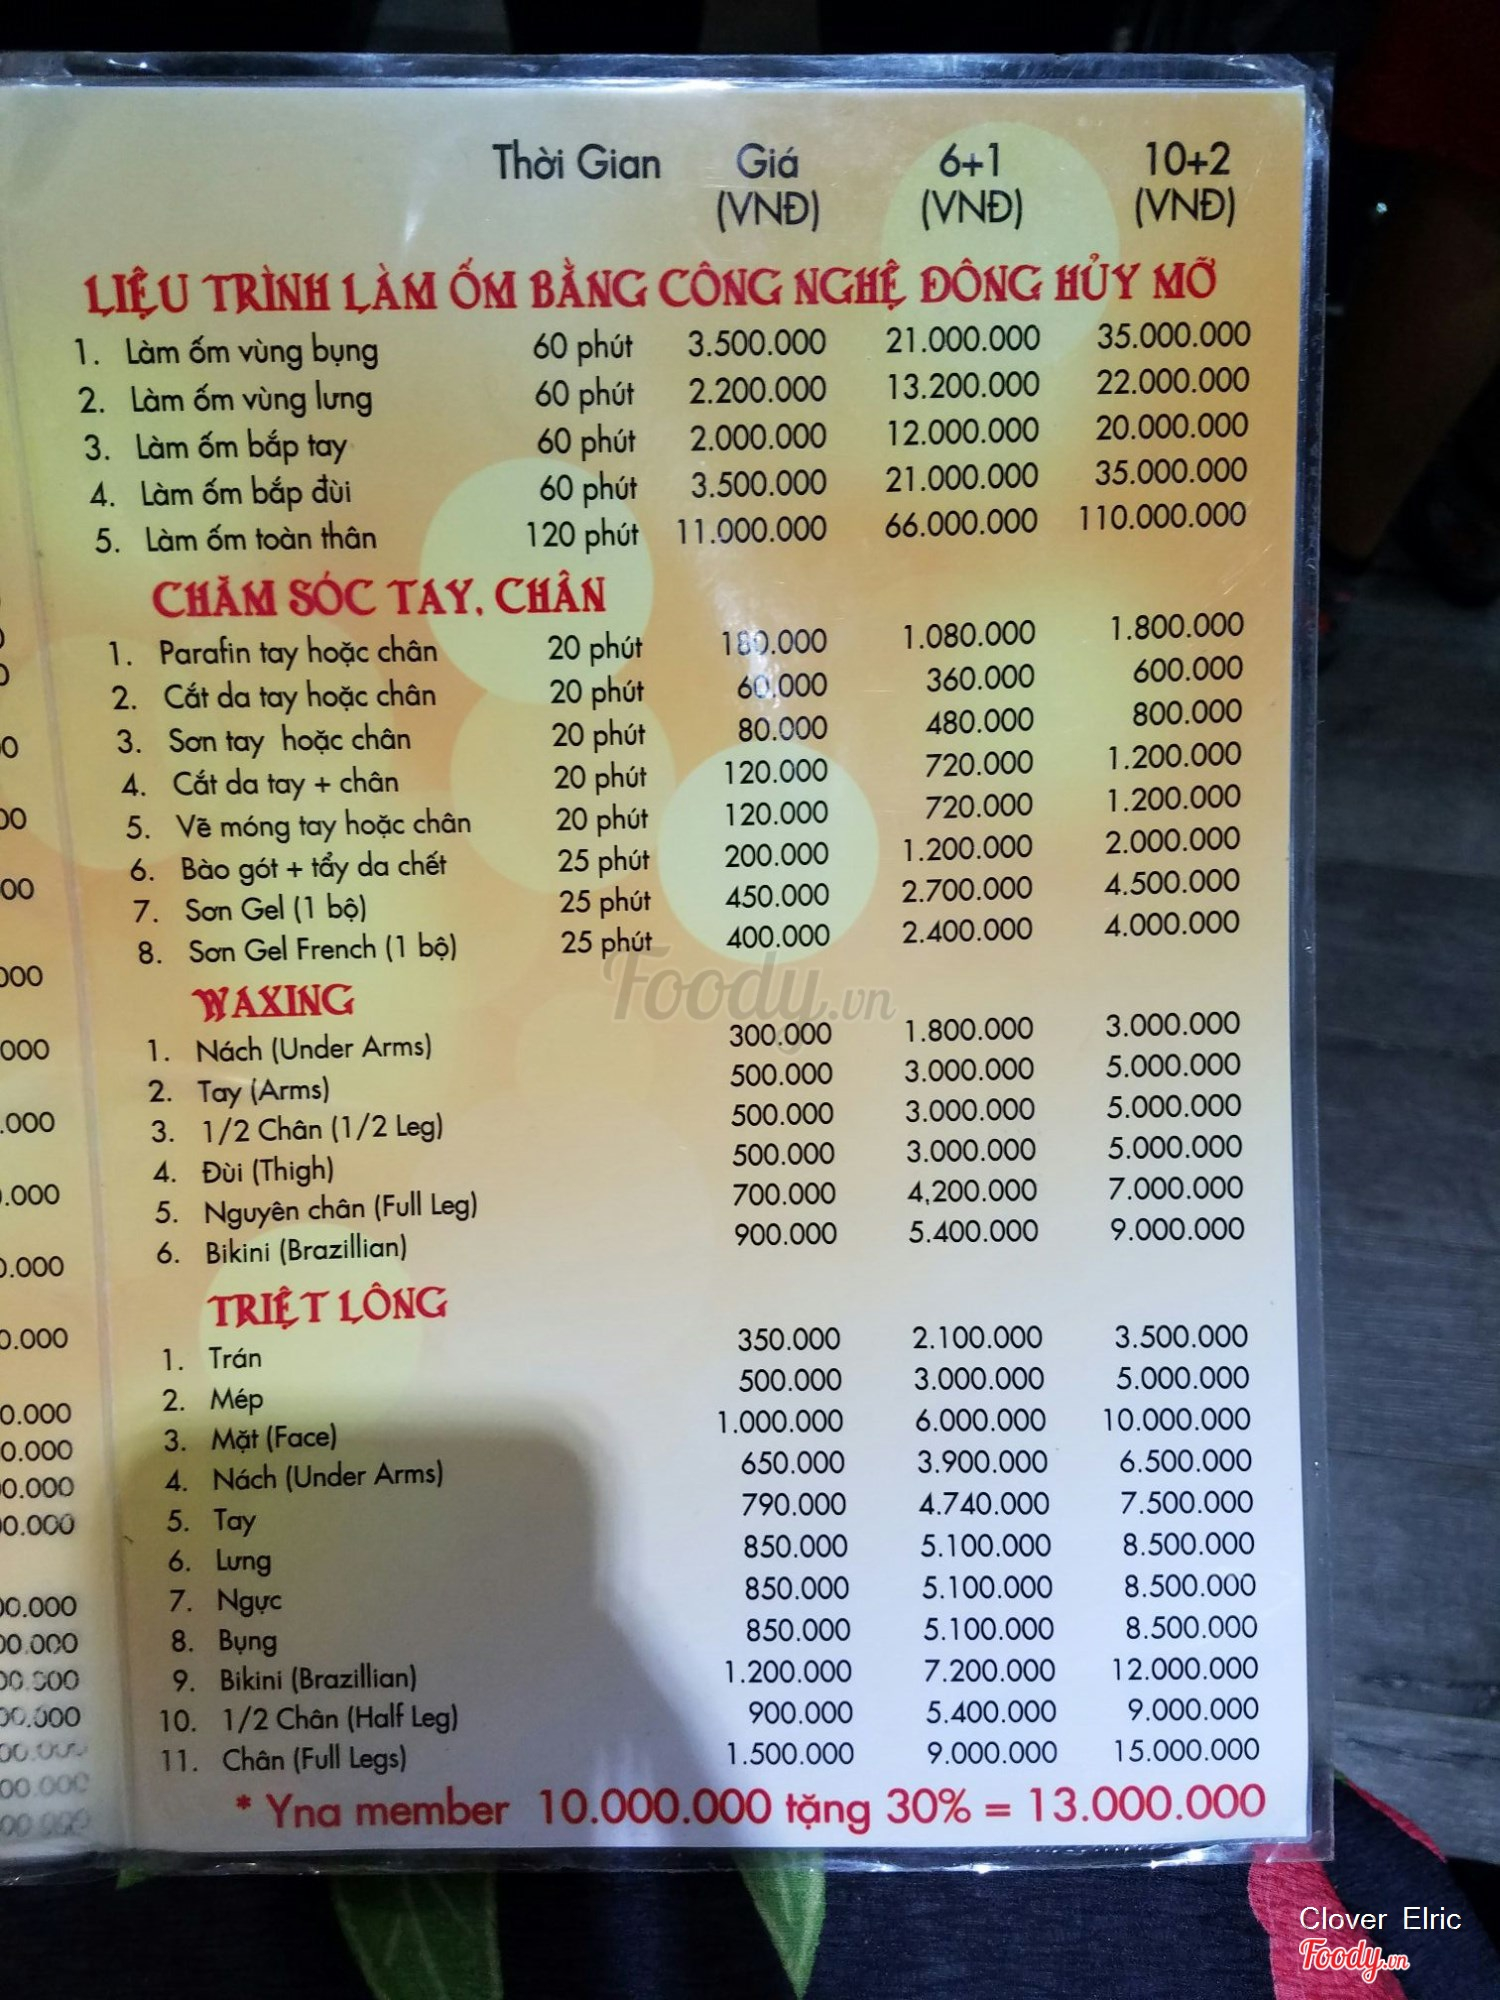 Thời Gian Giá 6+1 10+2
(VNĐ) (VNĐ) (VNĐ)
LIỆU TRÌNH LÀM ỐM BẰNG CÔNG NGHỆ ĐÔNG HỦY MỠ
1. Làm ốm vùng bụng 60 phút 3.500.000 21.000.000 35.000.000
2. Làm ốm vùng lưng 60 phút 2.200.000 13.200.000 22.000.000
3. Làm ốm bắp tay 60 phút 2.000.000 12.000.000 20.000.000
4. Làm ốm bắp đùi 60 phút 3.500.000 21.000.000 35.000.000
5. Làm ốm toàn thân 120 phút 11.000.000 66.000.000 110.000.000
CHĂM SÓC TAY, CHÂN
1. Parafin tay hoặc chân 20 phút 180.000 1.080.000 1.800.000
2. Cắt da tay hoặc chân 20 phút 60.000 360.000 600.000
3. Sơn tay hoặc chân 20 phút 80.000 480.000 800.000
4. Cắt da tay + chân 20 phút 120.000 720.000 1.200.000
5. Vẽ móng tay hoặc chân 20 phút 120.000 720.000 1.200.000
6. Bào gót + tẩy da chết 25 phút 200.000 1.200.000 2.000.000
7. Sơn Gel (1 bộ) 25 phút 450.000 2.700.000 4.500.000
8. Sơn Gel French (1 bộ) 25 phút 400.000 2.400.000 4.000.000
Foody.vn
WAXING
1. Nách (Under Arms) 300.000 1.800.000 3.000.000
2. Tay (Arms) 500.000 3.000.000 5.000.000
3. 1/2 Chân (1/2 Leg) 500.000 3.000.000 5.000.000
4. Đùi (Thigh) 500.000 3.000.000 5.000.000
5. Nguyên chân (Full Leg) 700.000 4,200.000 7.000.000
6. Bikini (Brazillian) 900.000 5.400.000 9.000.000
TRIỆT LÔNG
1. Trán 350.000 2.100.000 3.500.000
2. Mép 500.000 3.000.000 5.000.000
3. Mặt (Face) 1.000.000 6.000.000 10.000.000
4. Nách (Under Arms) 650.000 3.900.000 6.500.000
5. Tay 790.000 4.740.000 7.500.000
6. Lưng 850.000 5.100.000 8.500.000
7. Ngực 850.000 5.100.000 8.500.000
8. Bụng 850.000 5.100.000 8.500.000
9. Bikini (Brazillian) 1.200.000 7.200.000 12.000.000
10. 1/2 Chân (Half Leg) 900.000 5.400.000 9.000.000
11. Chân (Full Legs) 1.500.000 9.000.000 15.000.000
* Yna member 10.000.000 tặng 30% = 13.000.000
Clover Elric
Foody.vn